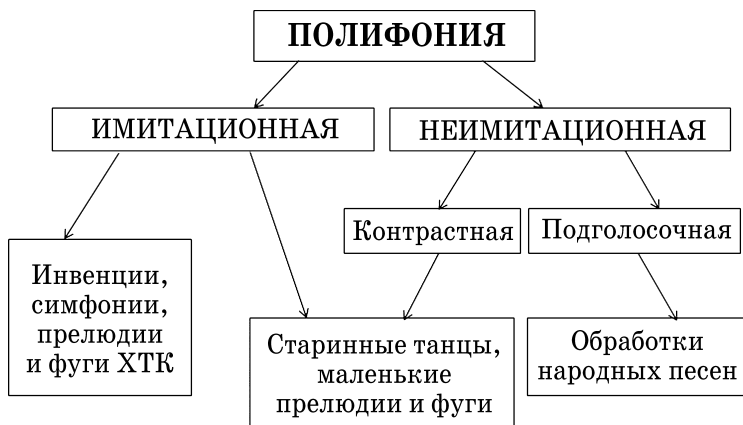 ПОЛИФОНИЯ
ИМИТАЦИОННАЯ
НЕИМИТАЦИОННАЯ
Контрастная
Подголосочная
Инвенции,
симфонии,
прелюдии
и фуги ХТК
Старинные танцы,
маленькие
прелюдии и фуги
Обработки
народных песен